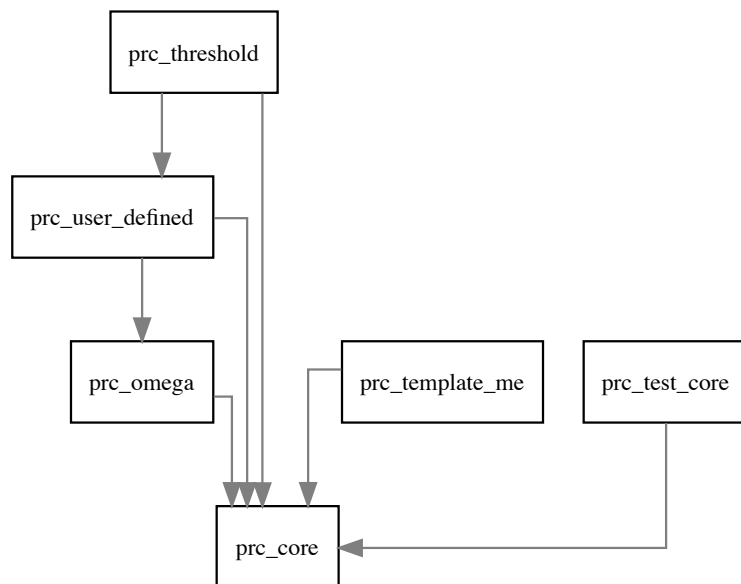 prc_threshold
prc_user_defined
prc_omega
prc_template_me
prc_test_core
prc_core